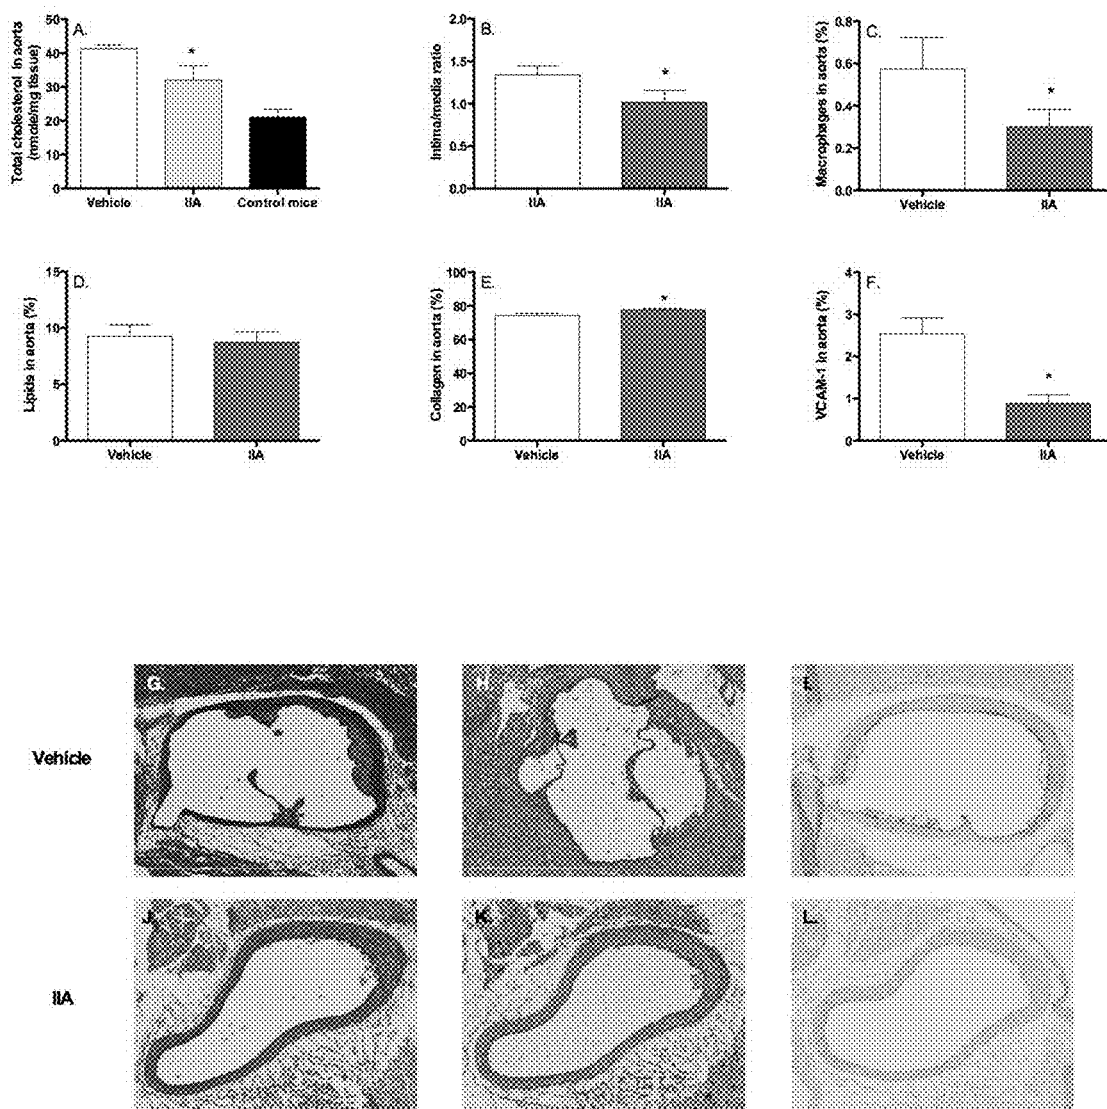 A.
Total cholesterol in aorta
(nmole/mg tissue)
50
40
30
20
10
0
*
Vehicle IIA Control mice
B.
Intima/media ratio
2.0
1.5
1.0
0.5
0.0
*
IIA IIA
C.
Macrophages in aorta (%)
0.8
0.6
0.4
0.2
0.0
*
Vehicle IIA
D.
Lipids in aorta (%)
15
10
5
0
Vehicle IIA
E.
Collagen in aorta (%)
100
80
60
40
20
0
*
Vehicle IIA
F.
VCAM-1 in aorta (%)
4
3
2
1
0
*
Vehicle IIA
Vehicle
G. H. I.
IIA
J. K. L.